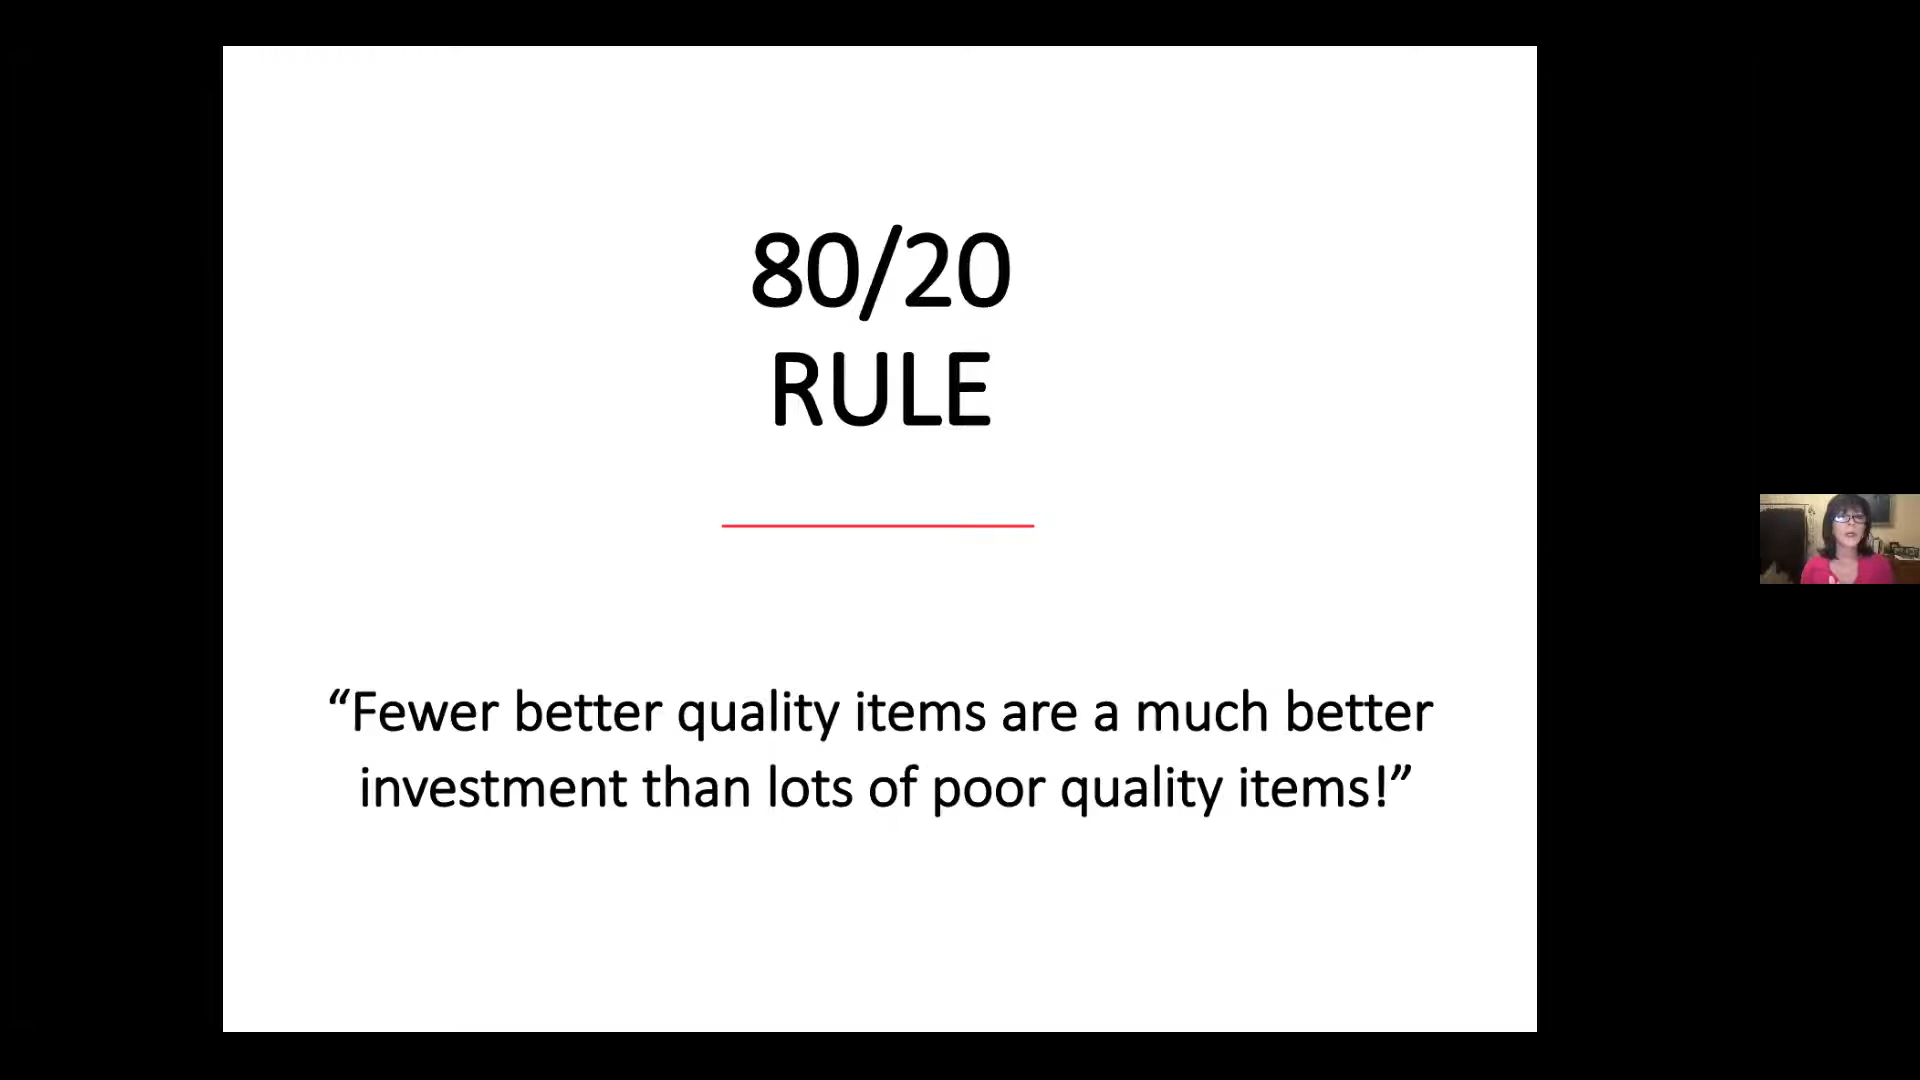 80/20
RULE
“Fewer better quality items are a much better
investment than lots of poor quality items!”